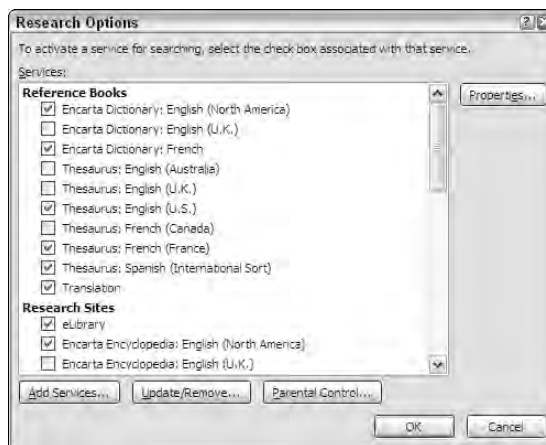 Research Options
To activate a service for searching, select the check box associated with that service.
Services:
Reference Books
Encarta Dictionary: English (North America)
Properties...
Encarta Dictionary: English (U.K.)
Encarta Dictionary: French
Thesaurus: English (Australia)
Thesaurus: English (U.K.)
Thesaurus: English (U.S.)
Thesaurus: French (Canada)
Thesaurus: French (France)
Thesaurus: Spanish (International Sort)
Translation
Research Sites
eLibrary
Encarta Encyclopedia: English (North America)
Encarta Encyclopedia: English (U.K.)
Add Services... Update/Remove... Parental Control...
OK Cancel